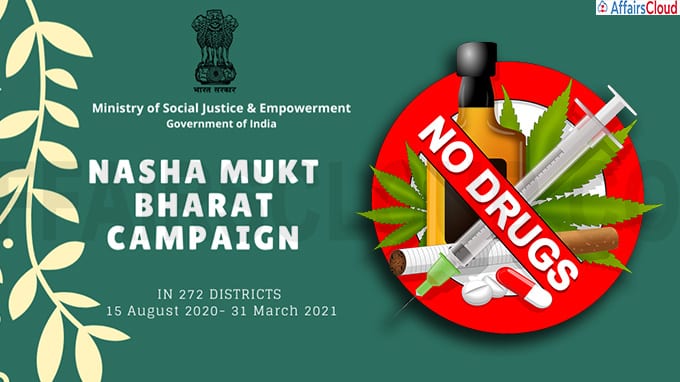 AffairsCloud
भारत सरकार
Ministry of Social Justice & Empowerment
Government of India
NASHA MUKT
BHARAT
CAMPAIGN
IN 272 DISTRICTS
15 August 2020- 31 March 2021
NO DRUGS